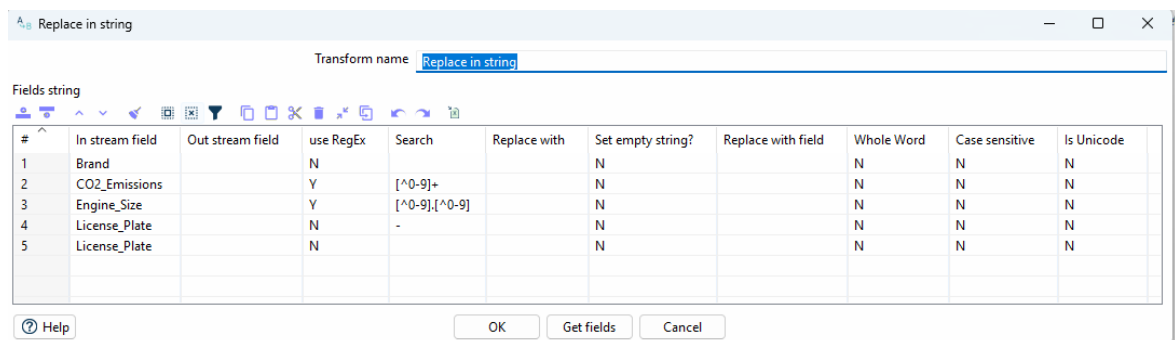 Replace in string
Transform name Replace in string
Fields string
# In stream field Out stream field use RegEx Search Replace with Set empty string? Replace with field Whole Word Case sensitive Is Unicode
1 Brand N N N N N
2 CO2_Emissions Y [^0-9]+ N N N N
3 Engine_Size Y [^0-9].[^0-9] N N N N
4 License_Plate N - N N N N
5 License_Plate N N N N N
Help OK Get fields Cancel